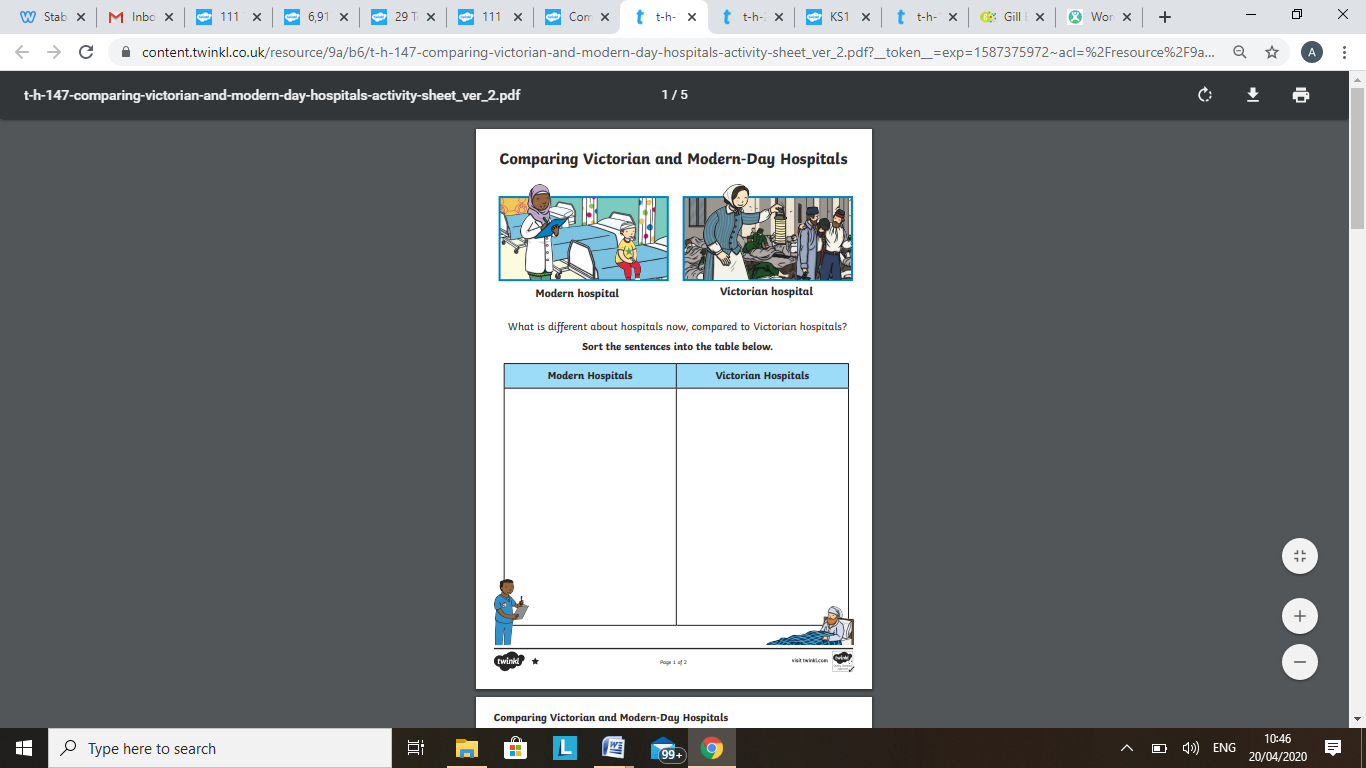 Stab
Inbo
111
6,91
29 T
111
Com
t-h-
t-h-
KS1
t-h-
Gill
Wor
content.twinkl.co.uk/resource/9a/b6/t-h-147-comparing-victorian-and-modern-day-hospitals-activity-sheet_ver_2.pdf?__token__=exp=1587375972~acl=%2Fresource%2F9a...
A
t-h-147-comparing-victorian-and-modern-day-hospitals-activity-sheet_ver_2.pdf
1 / 5
Comparing Victorian and Modern-Day Hospitals
Modern hospital
Victorian hospital
What is different about hospitals now, compared to Victorian hospitals?
Sort the sentences into the table below.
Modern Hospitals
Victorian Hospitals
twinkl
Page 1 of 2
visit twinkl.com
twinkl
Comparing Victorian and Modern-Day Hospitals
Type here to search
L
W
99+
ENG
10:46
20/04/2020